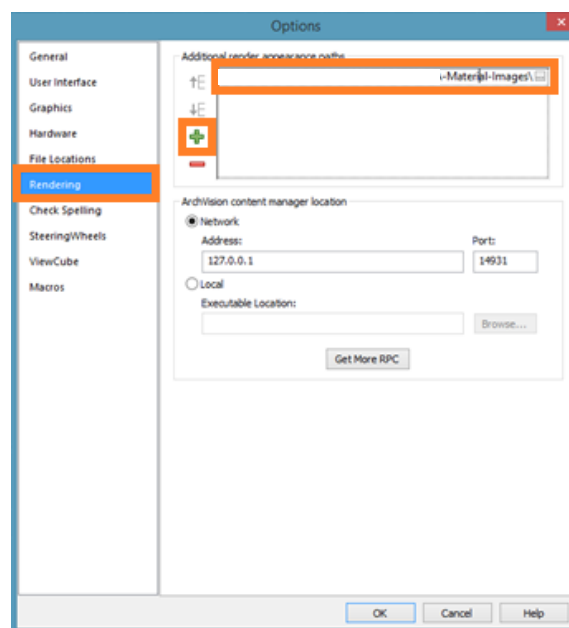 Options
General
User Interface
Graphics
Hardware
File Locations
Rendering
Check Spelling
SteeringWheels
ViewCube
Macros
Additional render appearance paths
-Material-Images\
ArchVision content manager location
Network
Address:
Port:
127.0.0.1
14931
Local
Executable Location:
Browse...
Get More RPC
OK
Cancel
Help